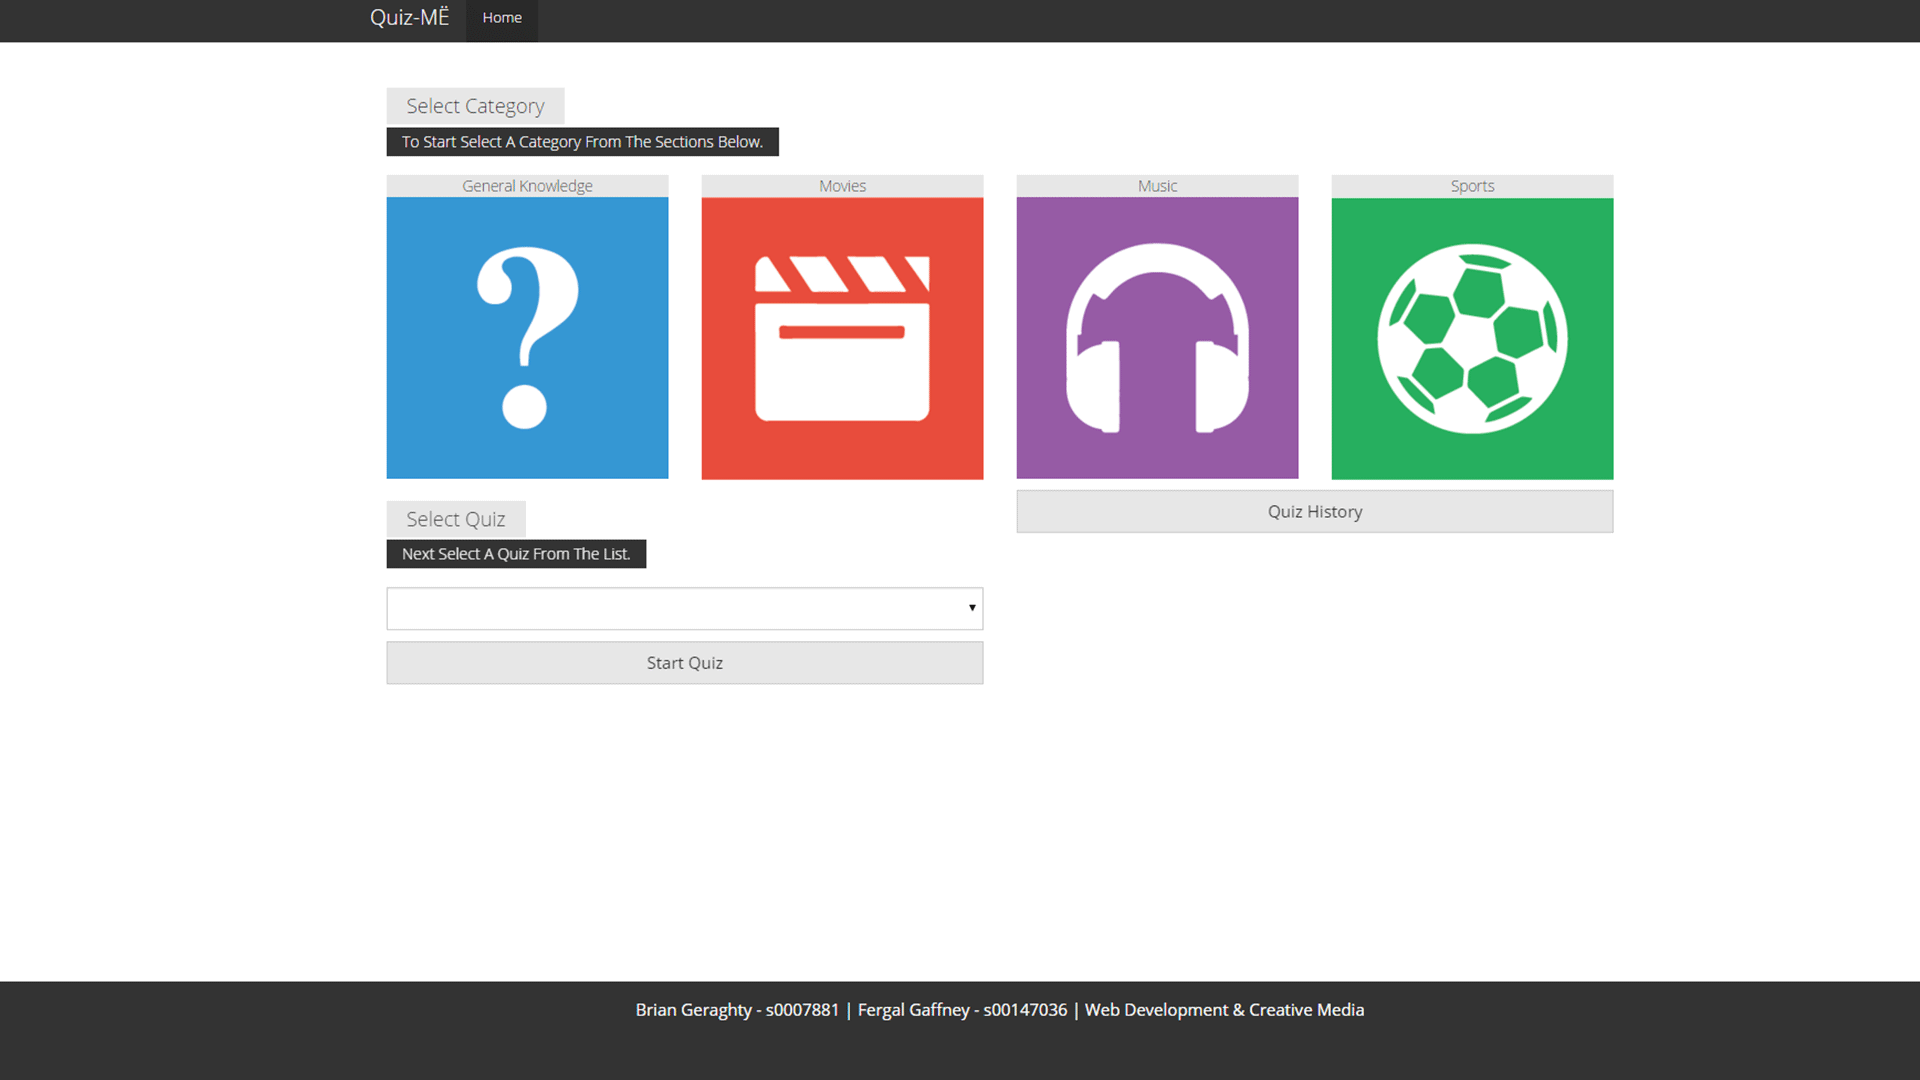 Quiz-MË Home
Select Category
To Start Select A Category From The Sections Below.
General Knowledge
Movies
Music
Sports
Select Quiz
Next Select A Quiz From The List.
Start Quiz
Quiz History
Brian Geraghty - s0007881 | Fergal Gaffney - s00147036 | Web Development & Creative Media